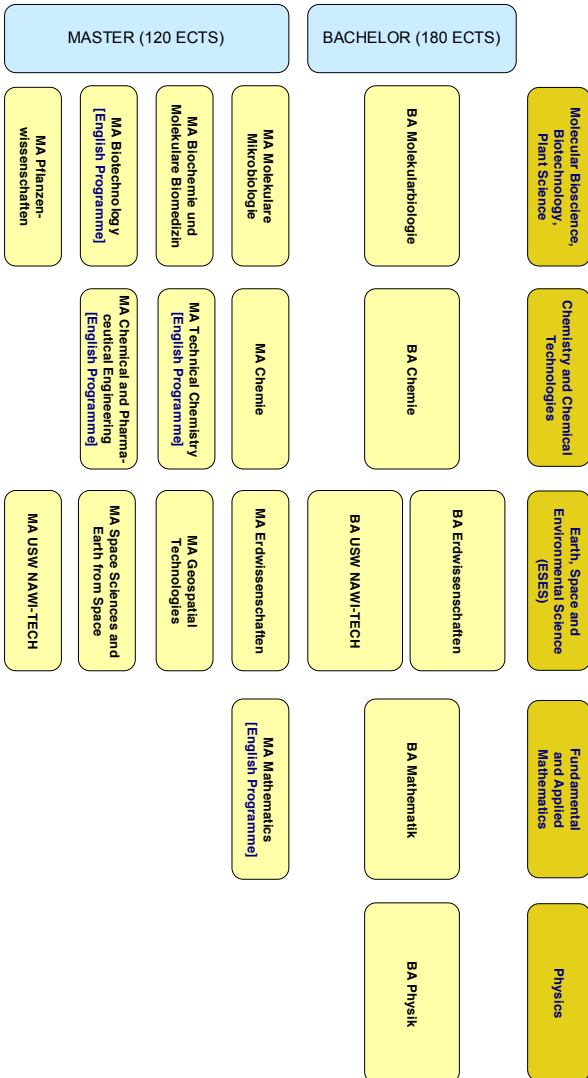 Molecular Bioscience,
Biotechnology,
Plant Science
Chemistry and Chemical
Technologies
Earth, Space and
Environmental Science
(ESES)
Fundamental
and Applied
Mathematics
Physics
BACHELOR (180 ECTS)
BA Molekularbiologie
BA Chemie
BA Erdwissenschaften
BA USW NAWI-TECH
BA Mathematik
BA Physik
MASTER (120 ECTS)
MA Molekulare
Mikrobiologie
MA Chemie
MA Erdwissenschaften
MA Mathematics
[English Programme]
MA Biochemie und
Molekulare Biomedizin
MA Technical Chemistry
[English Programme]
MA Geospatial
Technologies
MA Biotechnology
[English Programme]
MA Chemical and Pharma-
ceutical Engineering
[English Programme]
MA Space Sciences and
Earth from Space
MA Pflanzen-
wissenschaften
MA USW NAWI-TECH